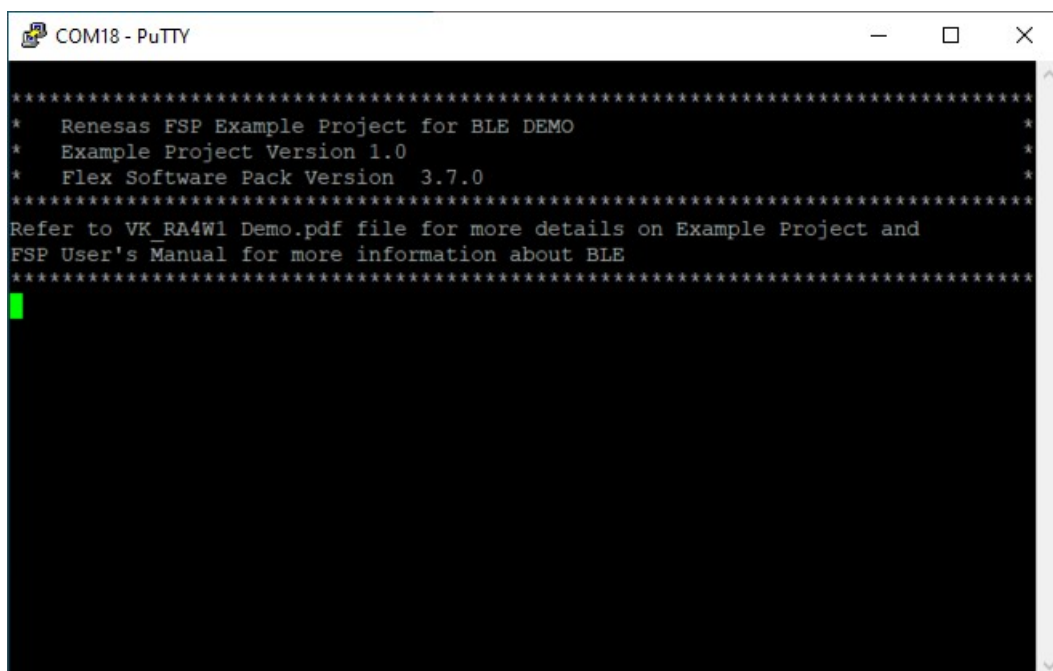 COM18 - PuTTY
********************************************************************************
*   Renesas FSP Example Project for BLE DEMO                                   *
*   Example Project Version 1.0                                                *
*   Flex Software Pack Version  3.7.0                                          *
********************************************************************************
Refer to VK_RA4W1 Demo.pdf file for more details on Example Project and
FSP User's Manual for more information about BLE
********************************************************************************